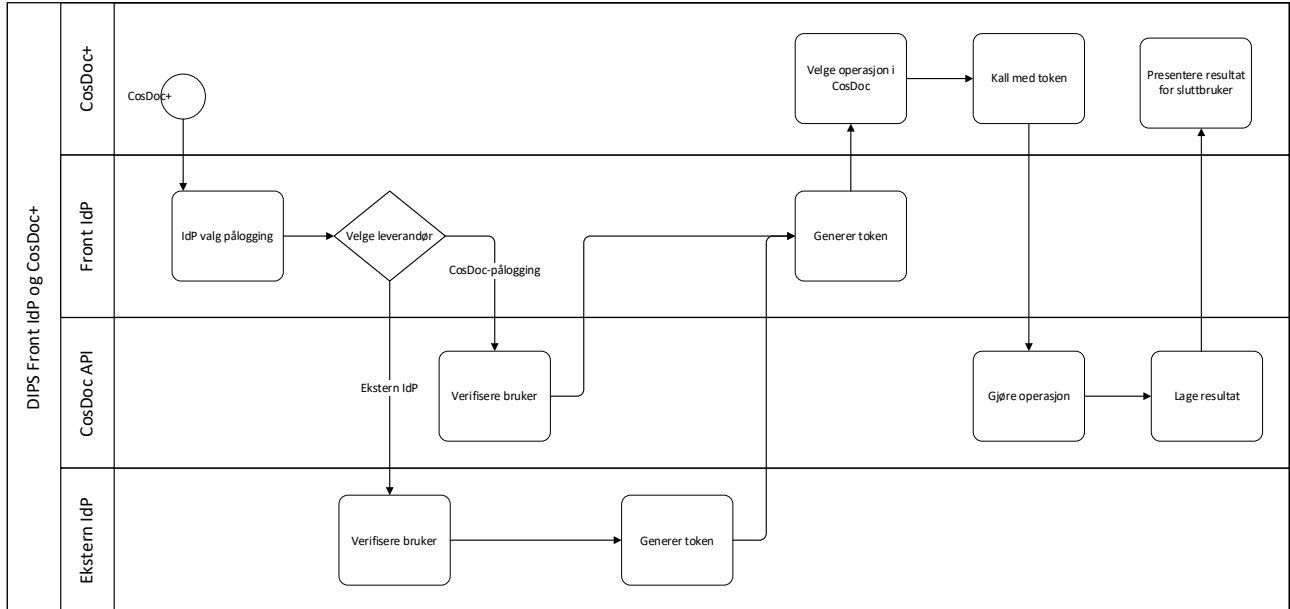 DIPS Front IdP og CosDoc+
CosDoc+
CosDoc+
Velge operasjon i
CosDoc
Kall med token
Presentere resultat
for sluttbruker
Front IdP
IdP valg pålogging
Velge leverandør
CosDoc-pålogging
Generer token
CosDoc API
Ekstern IdP
Verifisere bruker
Gjøre operasjon
Lage resultat
Ekstern IdP
Verifisere bruker
Generer token